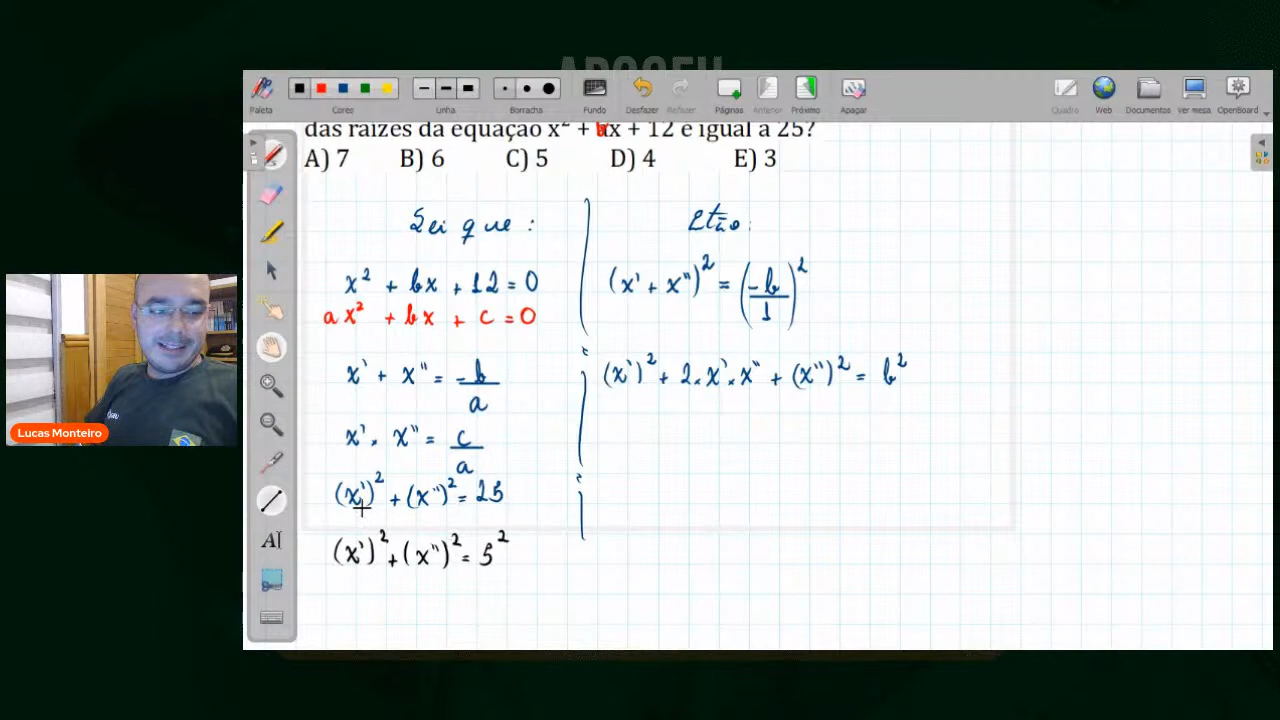 Paleta Cores Linha Borracha Fundo Desfazer Refazer Páginas Anterior Próximo Apagar Quadro Web Documentos Ver mesa OpenBoard
das raízes da equação x² + bx + 12 é igual a 25?
A) 7 B) 6 C) 5 D) 4 E) 3
Sei que :
x² + bx + 12 = 0
ax² + bx + c = 0
x' + x" = -b/a
x' . x" = c/a
(x')² + (x")² = 25
(x')² + (x")² = 5²
Etão:
(x' + x")² = (-b/1)²
(x')² + 2.x'.x" + (x")² = b²
Lucas Monteiro